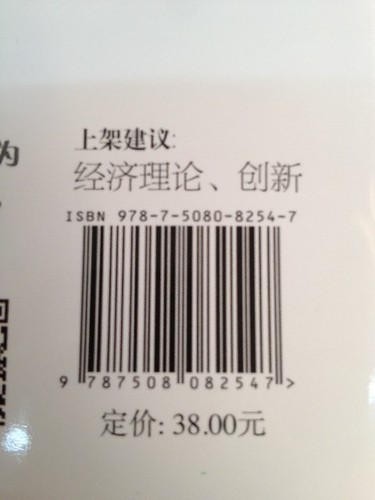 上架建议:
经济理论、创新
ISBN 978-7-5080-8254-7
9 787508 082547 >
定价: 38.00元
为